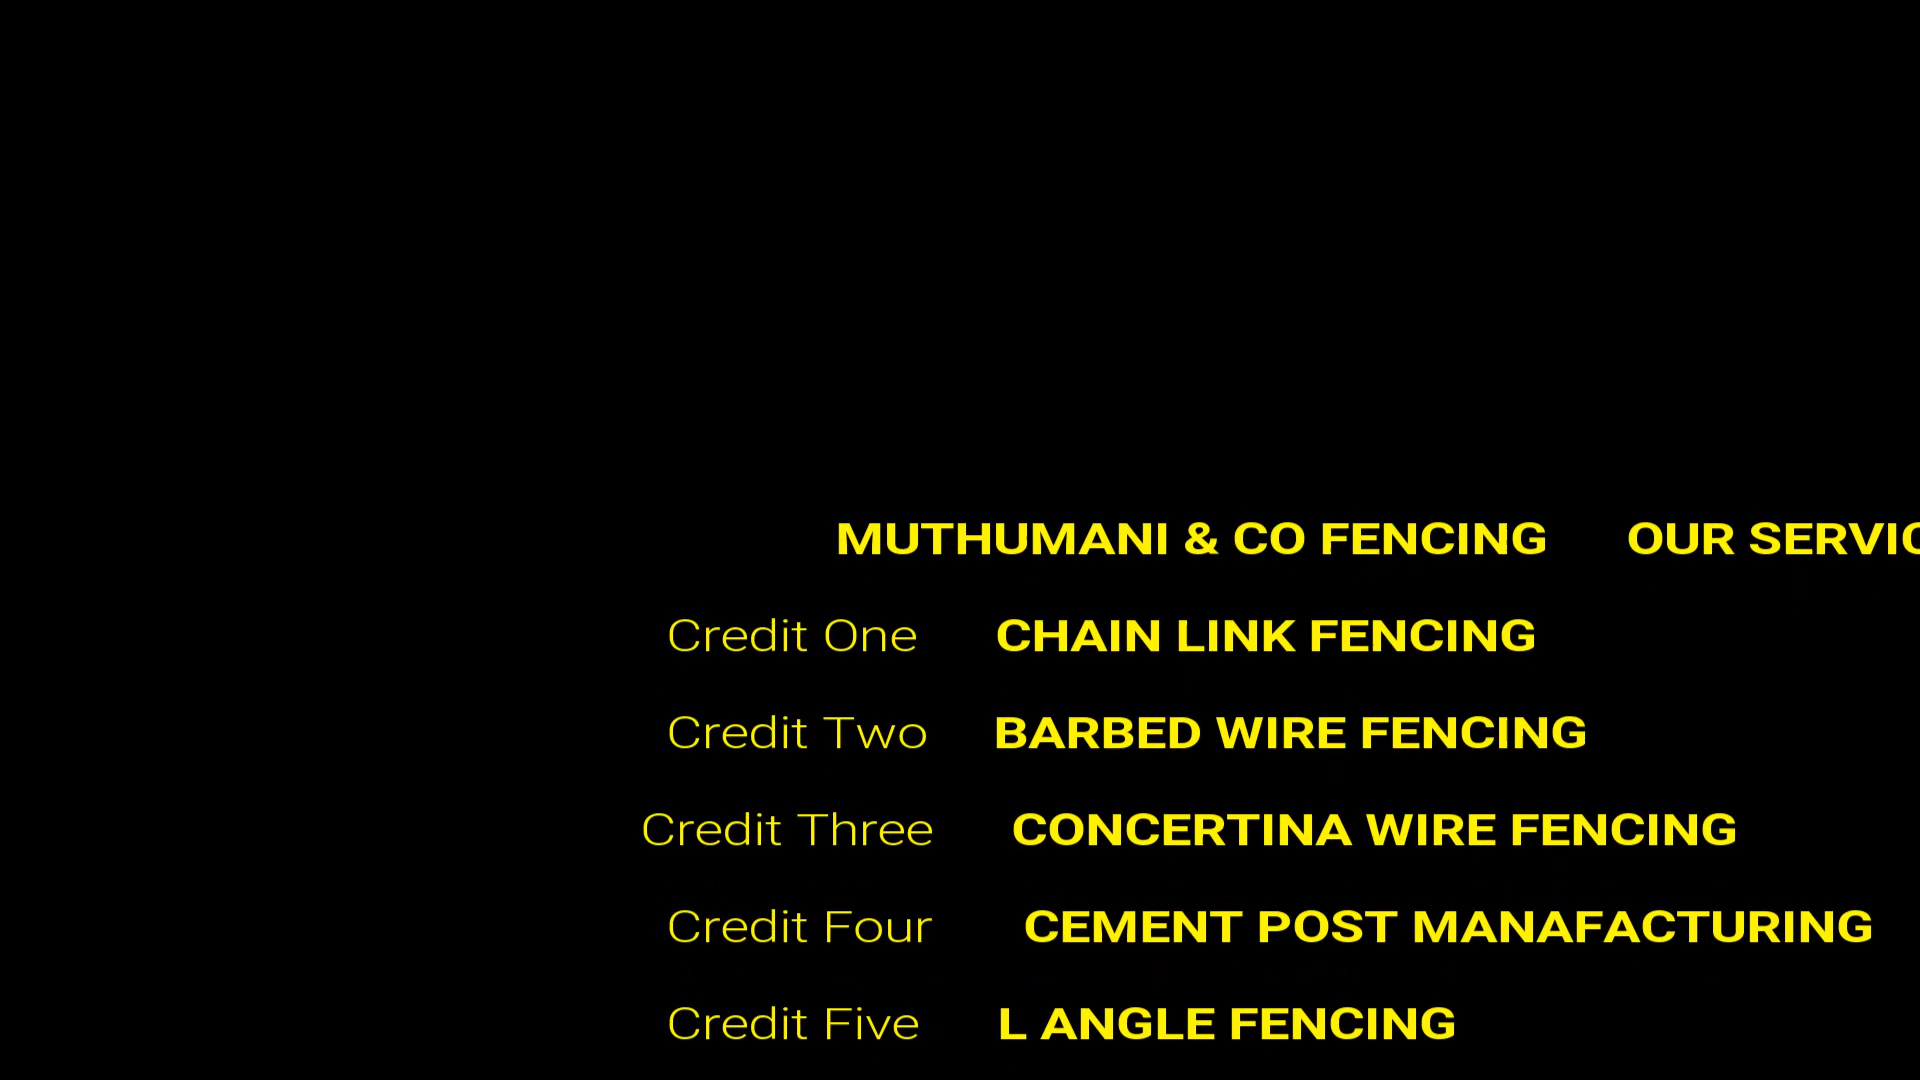 MUTHUMANI & CO FENCING OUR
Credit One CHAIN LINK FENCING
Credit Two BARBED WIRE FENCING
Credit Three CONCERTINA WIRE FENCING
Credit Four CEMENT POST MANAFACTURING
Credit Five L ANGLE FENCING